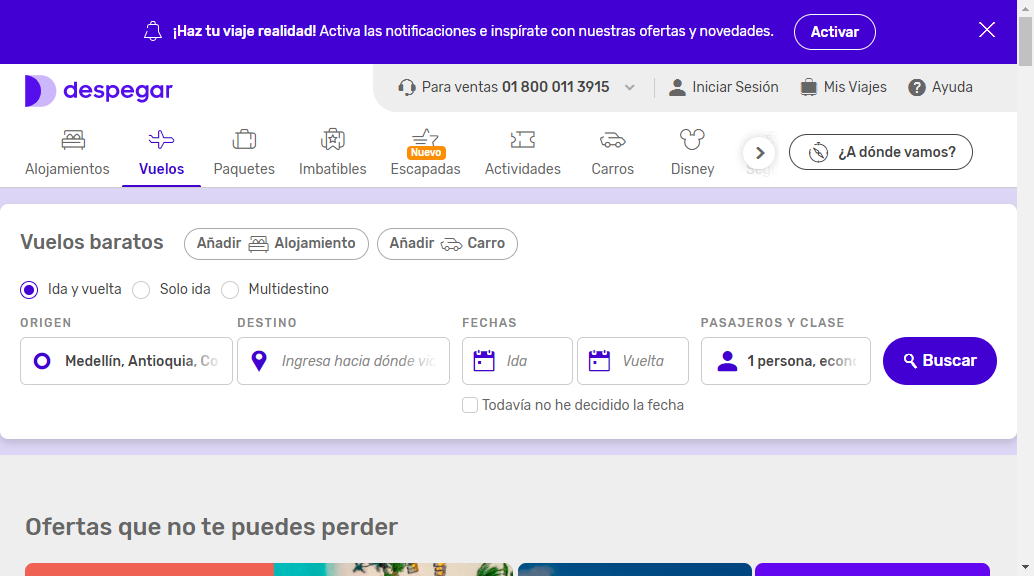 ¡Haz tu viaje realidad! Activa las notificaciones e inspírate con nuestras ofertas y novedades.
Activar
despegar
Para ventas 01 800 011 3915
Iniciar Sesión
Mis Viajes
Ayuda
Alojamientos
Vuelos
Paquetes
Imbatibles
Nuevo
Escapadas
Actividades
Carros
Disney
¿A dónde vamos?
Vuelos baratos
Añadir Alojamiento
Añadir Carro
Ida y vuelta
Solo ida
Multidestino
ORIGEN
DESTINO
FECHAS
PASAJEROS Y CLASE
Medellín, Antioquia, Co
Ingresa hacia dónde via
Ida
Vuelta
1 persona, econ
Buscar
Todavía no he decidido la fecha
Ofertas que no te puedes perder